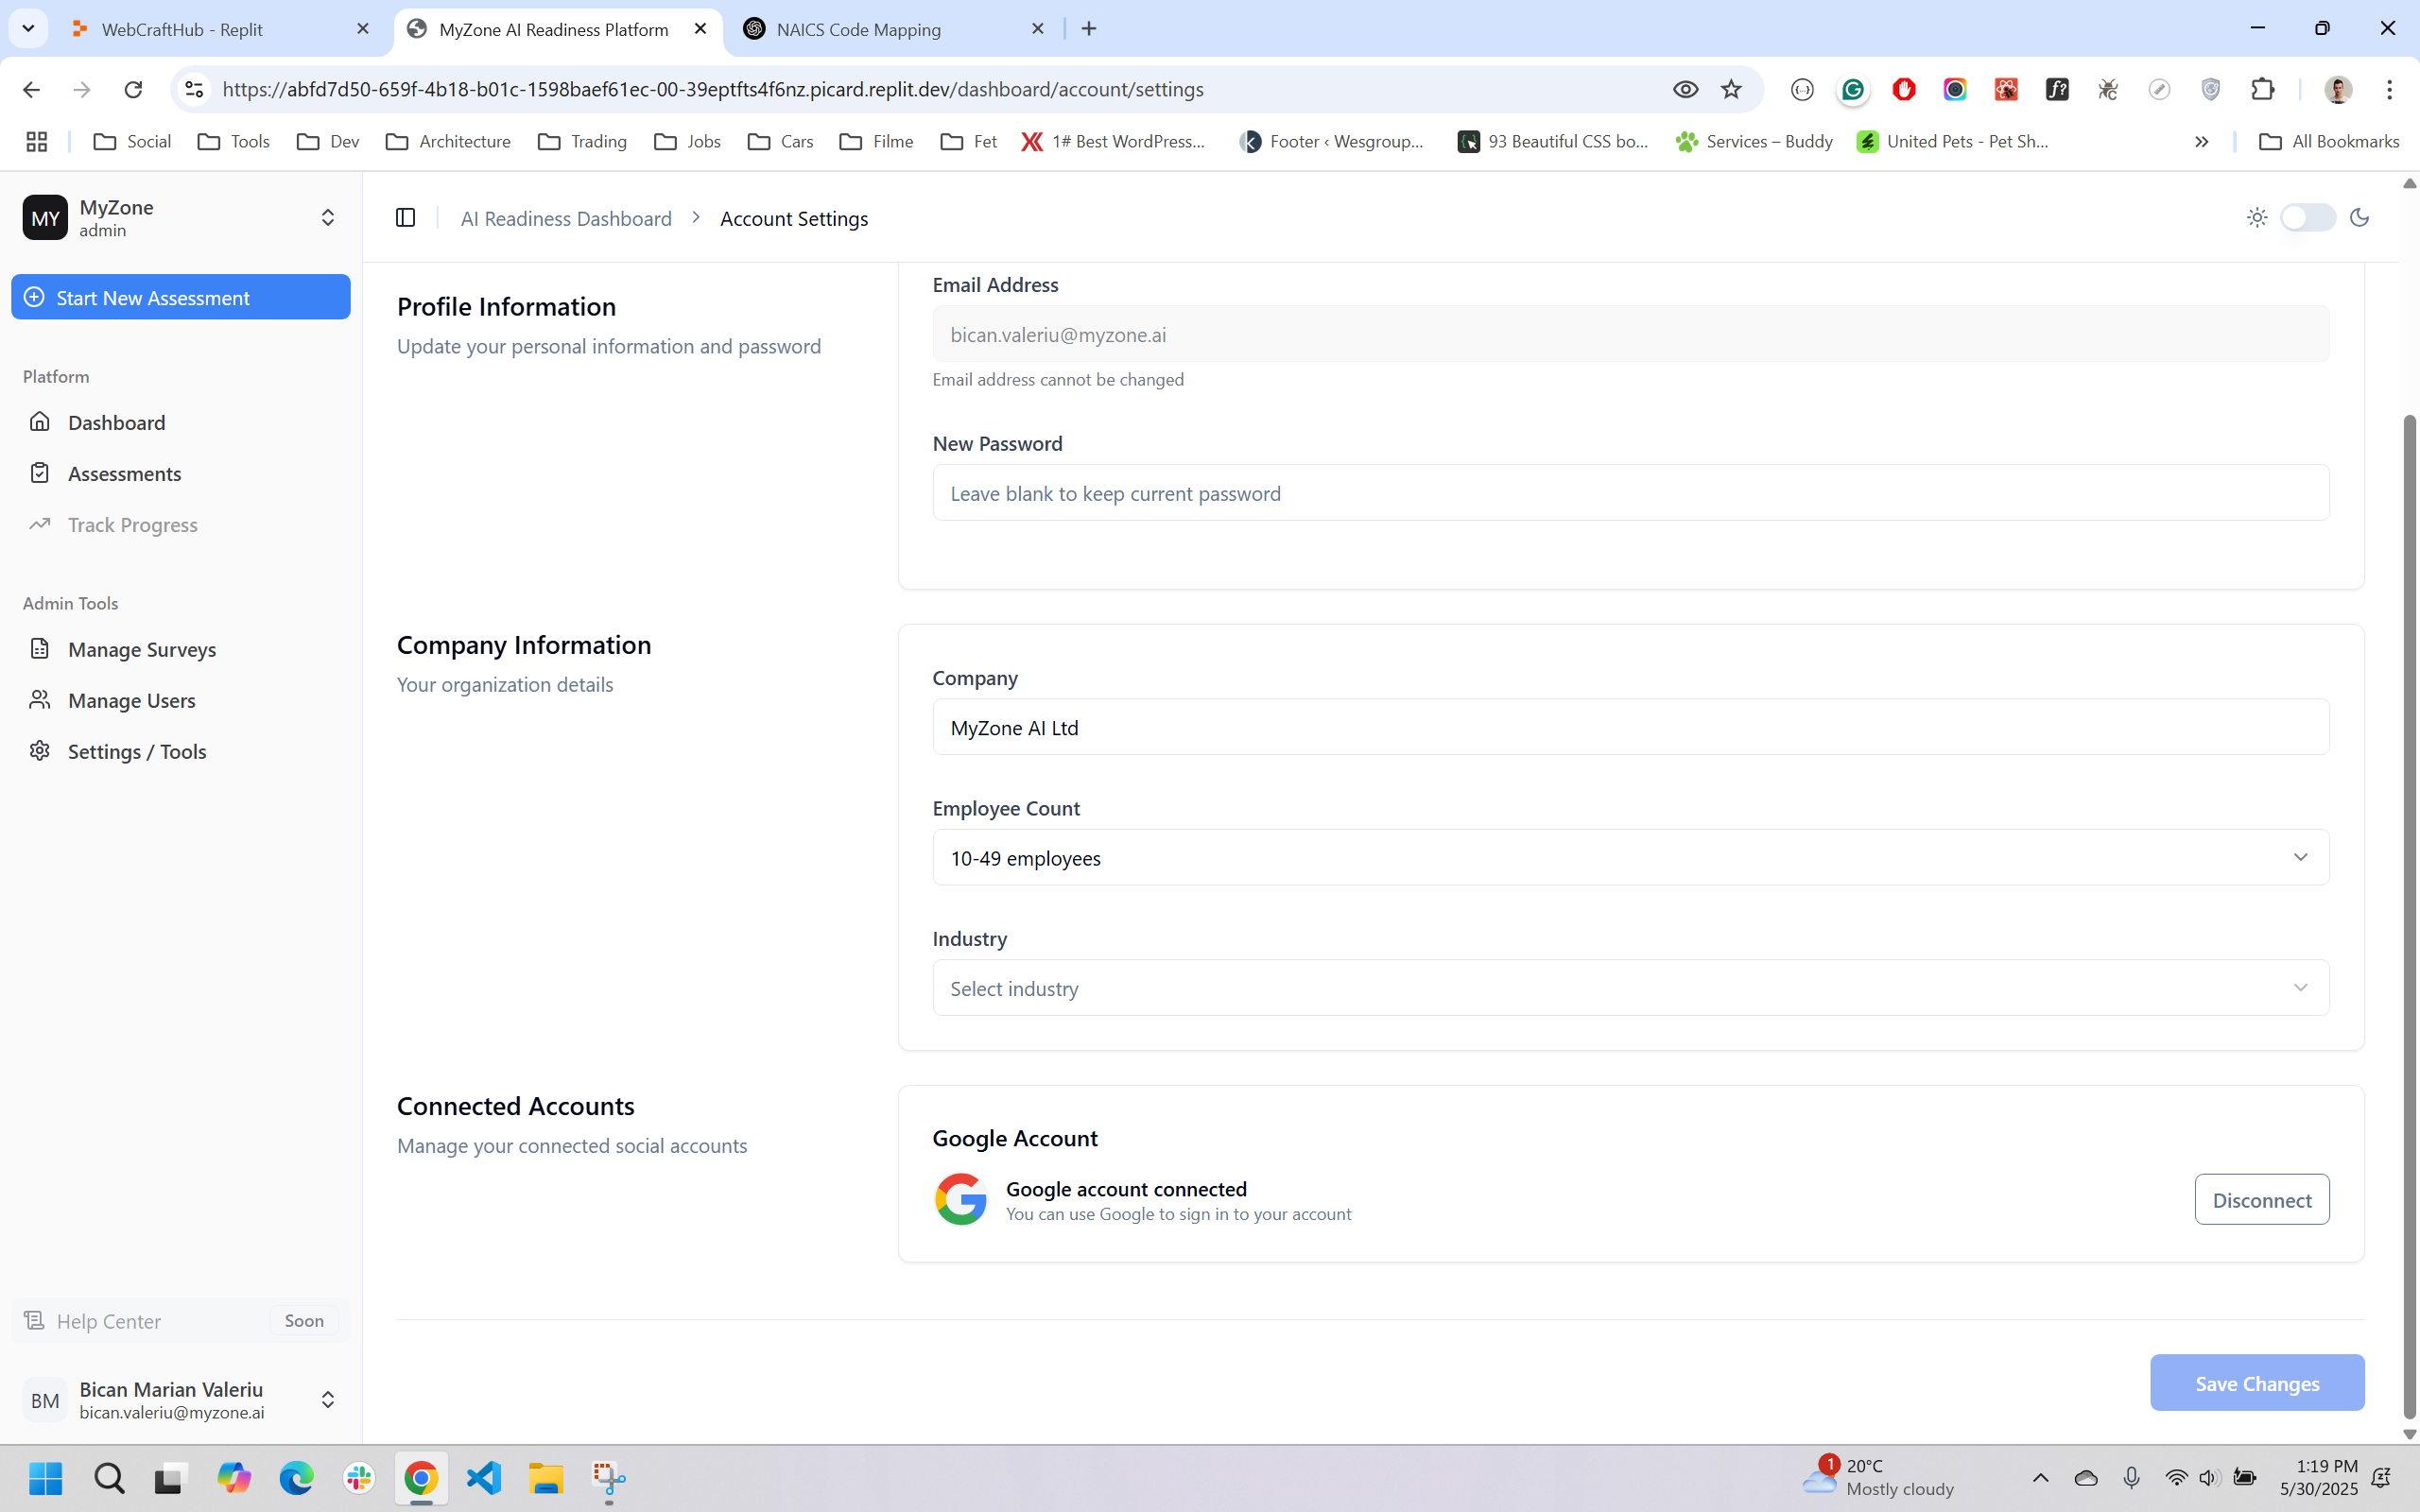 WebCraftHub - Replit
MyZone AI Readiness Platform
NAICS Code Mapping
https://abfd7d50-659f-4b18-b01c-1598baef61ec-00-39eptfts4f6nz.picard.replit.dev/dashboard/account/settings
Social
Tools
Dev
Architecture
Trading
Jobs
Cars
Filme
Fet
1# Best WordPress...
Footer ‹ Wesgroup...
93 Beautiful CSS bo...
Services – Buddy
United Pets - Pet Sh...
All Bookmarks
MY
MyZone
admin
AI Readiness Dashboard
Account Settings
Start New Assessment
Platform
Dashboard
Assessments
Track Progress
Admin Tools
Manage Surveys
Manage Users
Settings / Tools
Help Center
Soon
BM
Bican Marian Valeriu
bican.valeriu@myzone.ai
Profile Information
Update your personal information and password
Email Address
bican.valeriu@myzone.ai
Email address cannot be changed
New Password
Leave blank to keep current password
Company Information
Your organization details
Company
MyZone AI Ltd
Employee Count
10-49 employees
Industry
Select industry
Connected Accounts
Manage your connected social accounts
Google Account
Google account connected
You can use Google to sign in to your account
Disconnect
Save Changes
1
20°C
Mostly cloudy
1:19 PM
5/30/2025